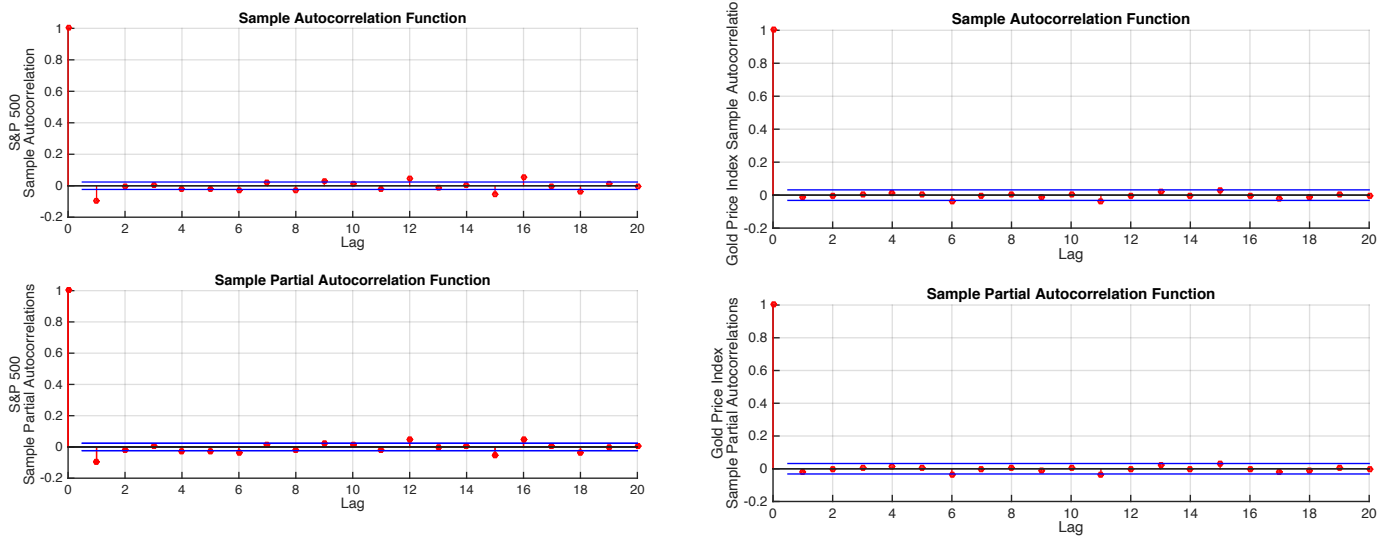 Sample Autocorrelation Function
S&P 500
Sample Autocorrelation
1
0.8
0.6
0.4
0.2
0
-0.2
0 2 4 6 8 10 12 14 16 18 20
Lag
Sample Partial Autocorrelation Function
S&P 500
Sample Partial Autocorrelations
1
0.8
0.6
0.4
0.2
0
-0.2
0 2 4 6 8 10 12 14 16 18 20
Lag
Sample Autocorrelation Function
Gold Price Index Sample Autocorrelatio
1
0.8
0.6
0.4
0.2
0
-0.2
0 2 4 6 8 10 12 14 16 18 20
Lag
Sample Partial Autocorrelation Function
Gold Price Index
Sample Partial Autocorrelations
1
0.8
0.6
0.4
0.2
0
-0.2
0 2 4 6 8 10 12 14 16 18 20
Lag